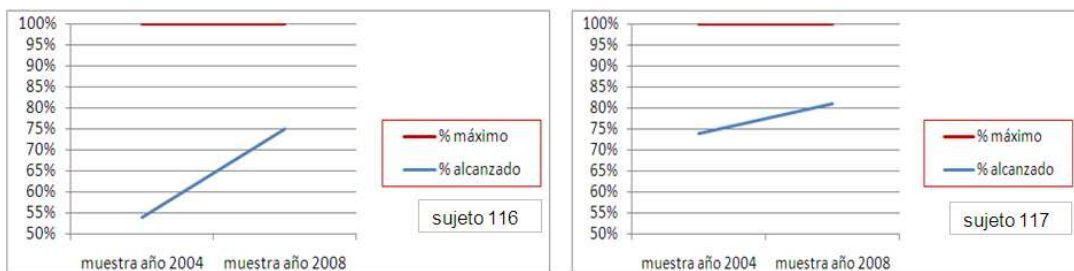 100%
95%
90%
85%
80%
75%
70%
65%
60%
55%
50%
muestra año 2004 muestra año 2008
% máximo
% alcanzado
sujeto 116
100%
95%
90%
85%
80%
75%
70%
65%
60%
55%
50%
muestra año 2004 muestra año 2008
% máximo
% alcanzado
sujeto 117